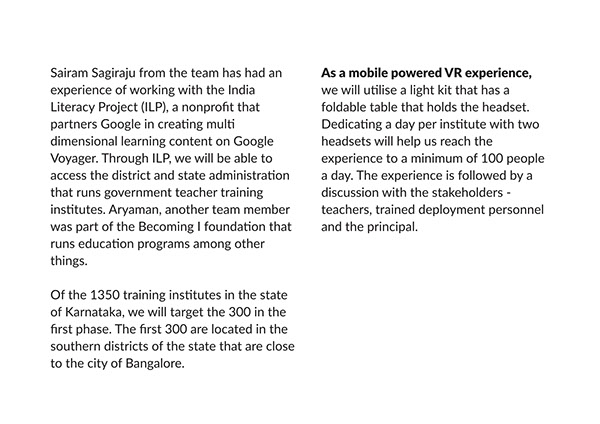 Sairam Sagiraju from the team has had an
experience of working with the India
Literacy Project (ILP), a nonprofit that
partners Google in creating multi
dimensional learning content on Google
Voyager. Through ILP, we will be able to
access the district and state administration
that runs government teacher training
institutes. Aryaman, another team member
was part of the Becoming I foundation that
runs education programs among other
things.
Of the 1350 training institutes in the state
of Karnataka, we will target the 300 in the
first phase. The first 300 are located in the
southern districts of the state that are close
to the city of Bangalore.
As a mobile powered VR experience,
we will utilise a light kit that has a
foldable table that holds the headset.
Dedicating a day per institute with two
headsets will help us reach the
experience to a minimum of 100 people
a day. The experience is followed by a
discussion with the stakeholders -
teachers, trained deployment personnel
and the principal.